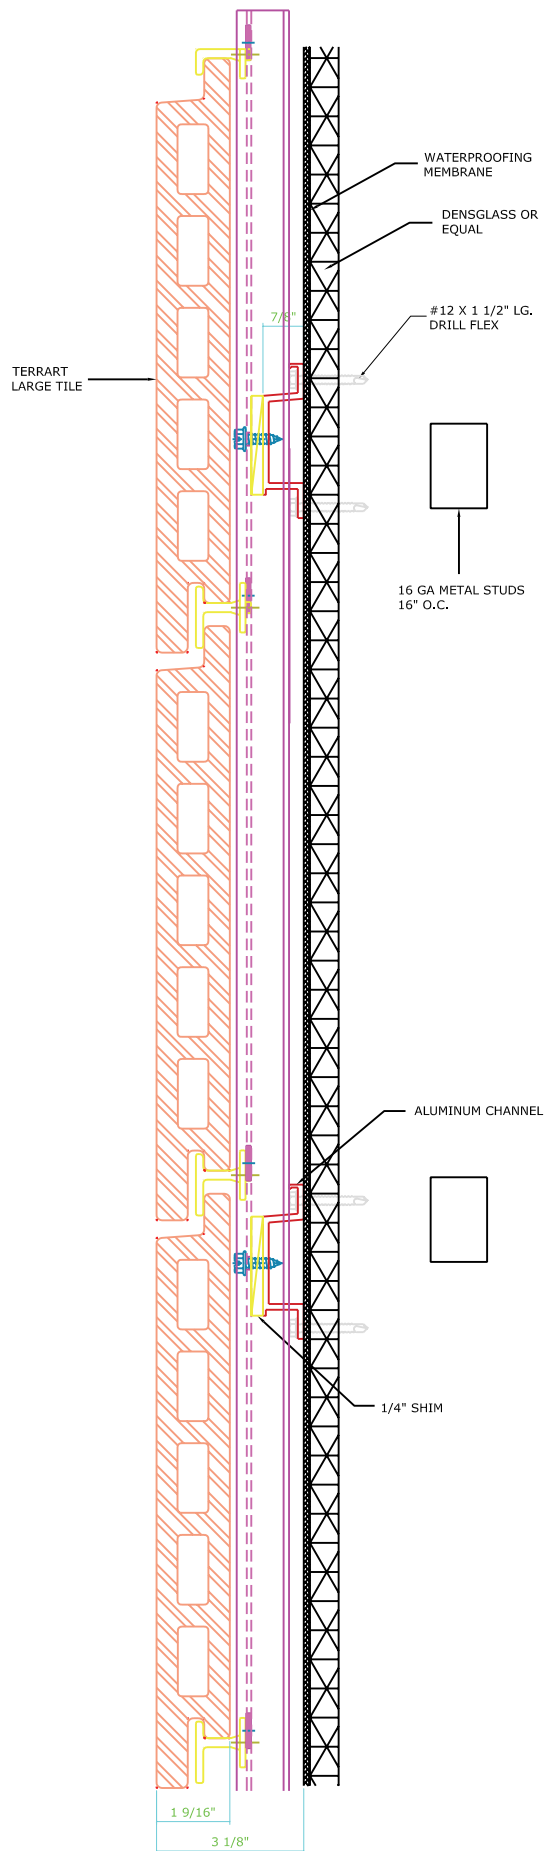 WATERPROOFING
MEMBRANE
DENSGLASS OR
EQUAL
7/8"
#12 X 1 1/2" LG.
DRILL FLEX
TERRART
LARGE TILE
16 GA METAL STUDS
16" O.C.
ALUMINUM CHANNEL
1/4" SHIM
1 9/16"
3 1/8"